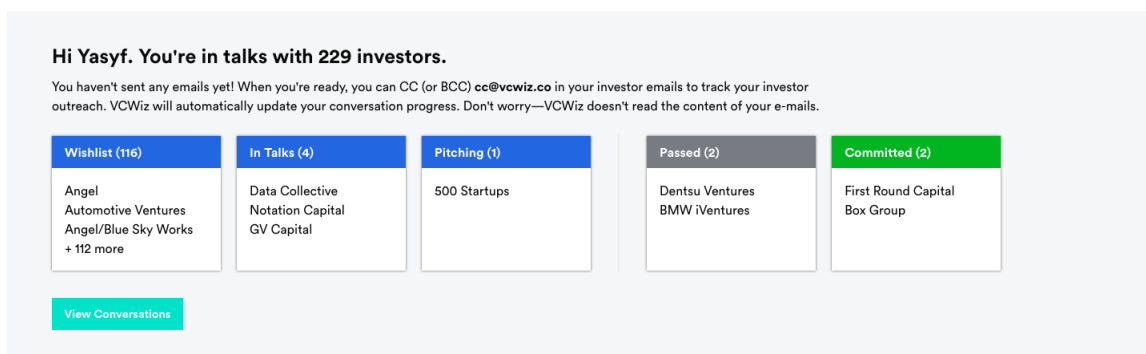 Hi Yasyf. You're in talks with 229 investors.
You haven't sent any emails yet! When you're ready, you can CC (or BCC) cc@vcwiz.co in your investor emails to track your investor
outreach. VCWiz will automatically update your conversation progress. Don't worry—VCWiz doesn't read the content of your e-mails.
Wishlist (116)
Angel
Automotive Ventures
Angel/Blue Sky Works
+ 112 more
In Talks (4)
Data Collective
Notation Capital
GV Capital
Pitching (1)
500 Startups
Passed (2)
Dentsu Ventures
BMW iVentures
Committed (2)
First Round Capital
Box Group
View Conversations